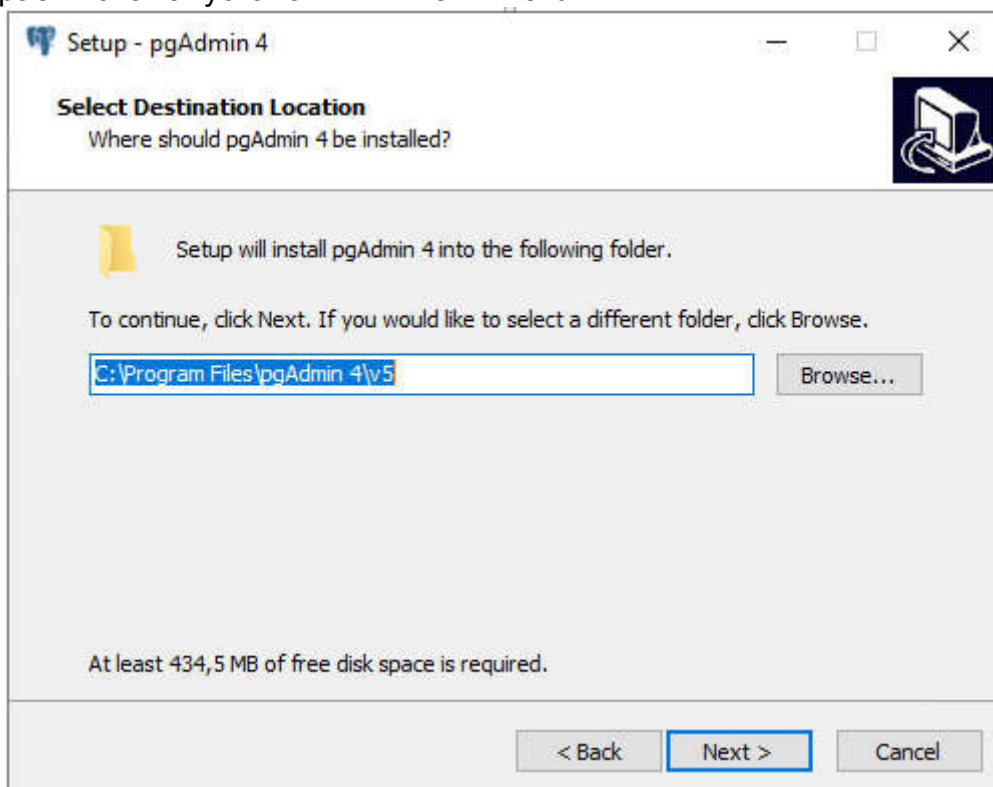 Setup - pgAdmin 4
Select Destination Location
Where should pgAdmin 4 be installed?
Setup will install pgAdmin 4 into the following folder.
To continue, click Next. If you would like to select a different folder, click Browse.
C:\Program Files\pgAdmin 4\v5
Browse...
At least 434,5 MB of free disk space is required.
< Back
Next >
Cancel